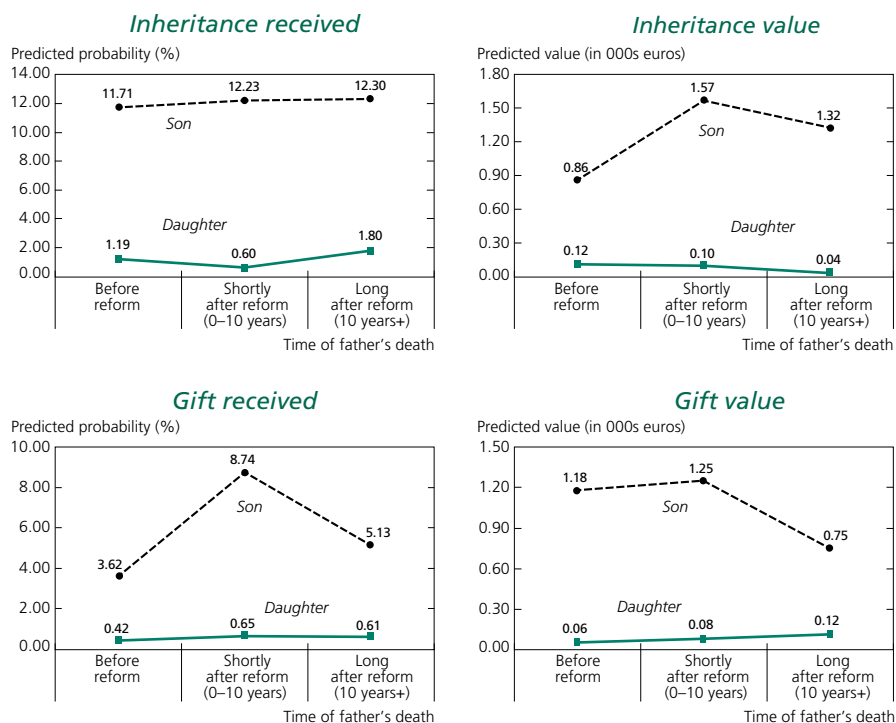 Inheritance received
Predicted probability (%)
14.00
12.00
10.00
8.00
6.00
4.00
2.00
0.00
11.71
12.23
12.30
Son
Daughter
1.19
0.60
1.80
Before
reform
Shortly
after reform
(0–10 years)
Long
after reform
(10 years+)
Time of father's death
Inheritance value
Predicted value (in 000s euros)
1.80
1.50
1.20
0.90
0.60
0.30
0.00
0.86
1.57
1.32
Son
Daughter
0.12
0.10
0.04
Before
reform
Shortly
after reform
(0–10 years)
Long
after reform
(10 years+)
Time of father's death
Gift received
Predicted probability (%)
10.00
8.00
6.00
4.00
2.00
0.00
3.62
8.74
5.13
Son
Daughter
0.42
0.65
0.61
Before
reform
Shortly
after reform
(0–10 years)
Long
after reform
(10 years+)
Time of father's death
Gift value
Predicted value (in 000s euros)
1.50
1.20
0.90
0.60
0.30
0.00
1.18
1.25
0.75
Son
Daughter
0.06
0.08
0.12
Before
reform
Shortly
after reform
(0–10 years)
Long
after reform
(10 years+)
Time of father's death